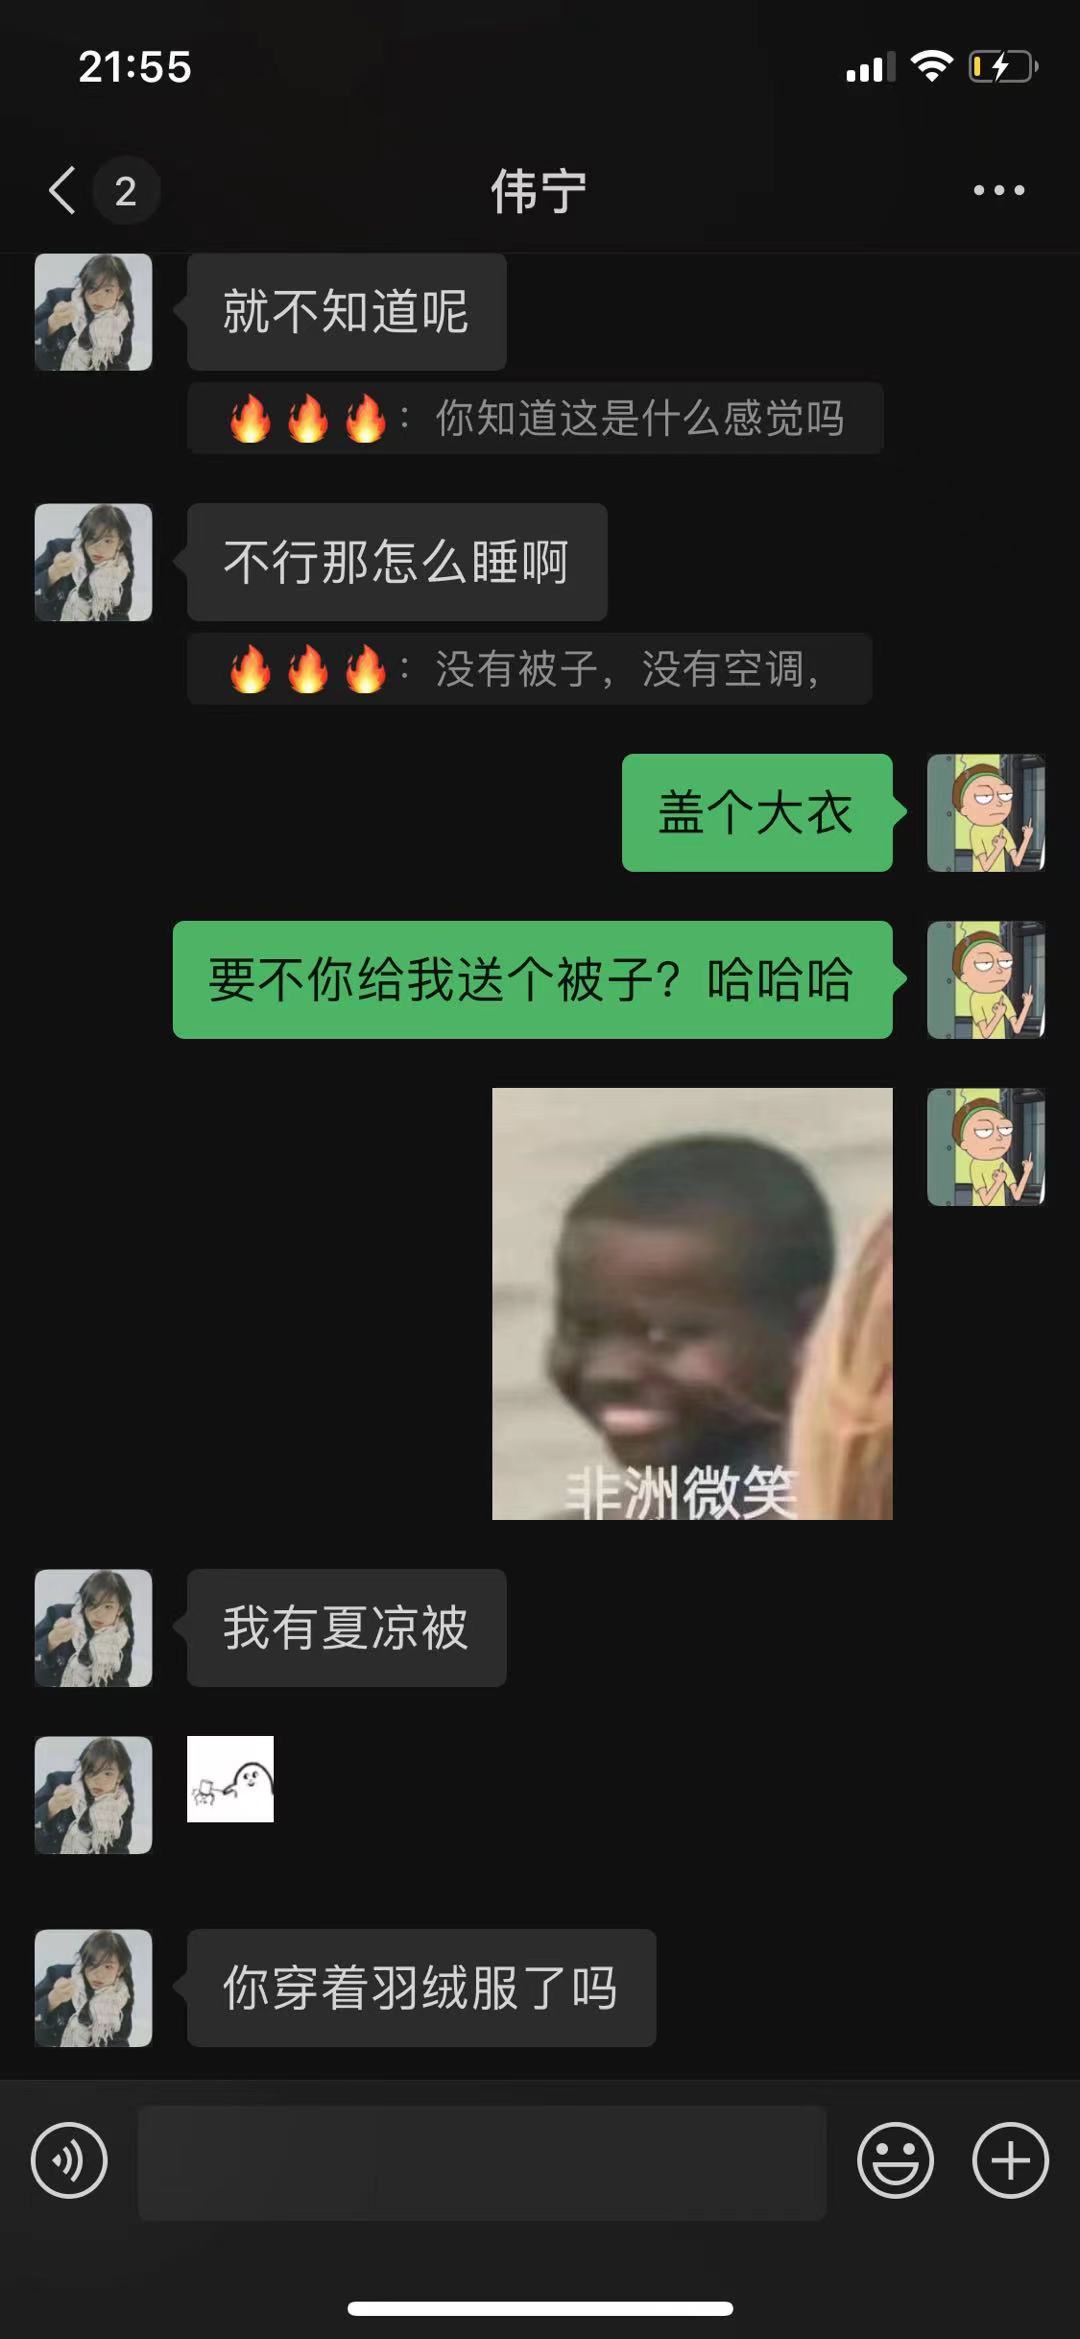 21:55
2
伟宁
就不知道呢
🔥🔥🔥：你知道这是什么感觉吗
不行那怎么睡啊
🔥🔥🔥：没有被子，没有空调，
盖个大衣
要不你给我送个被子？哈哈哈
非洲微笑
我有夏凉被
你穿着羽绒服了吗